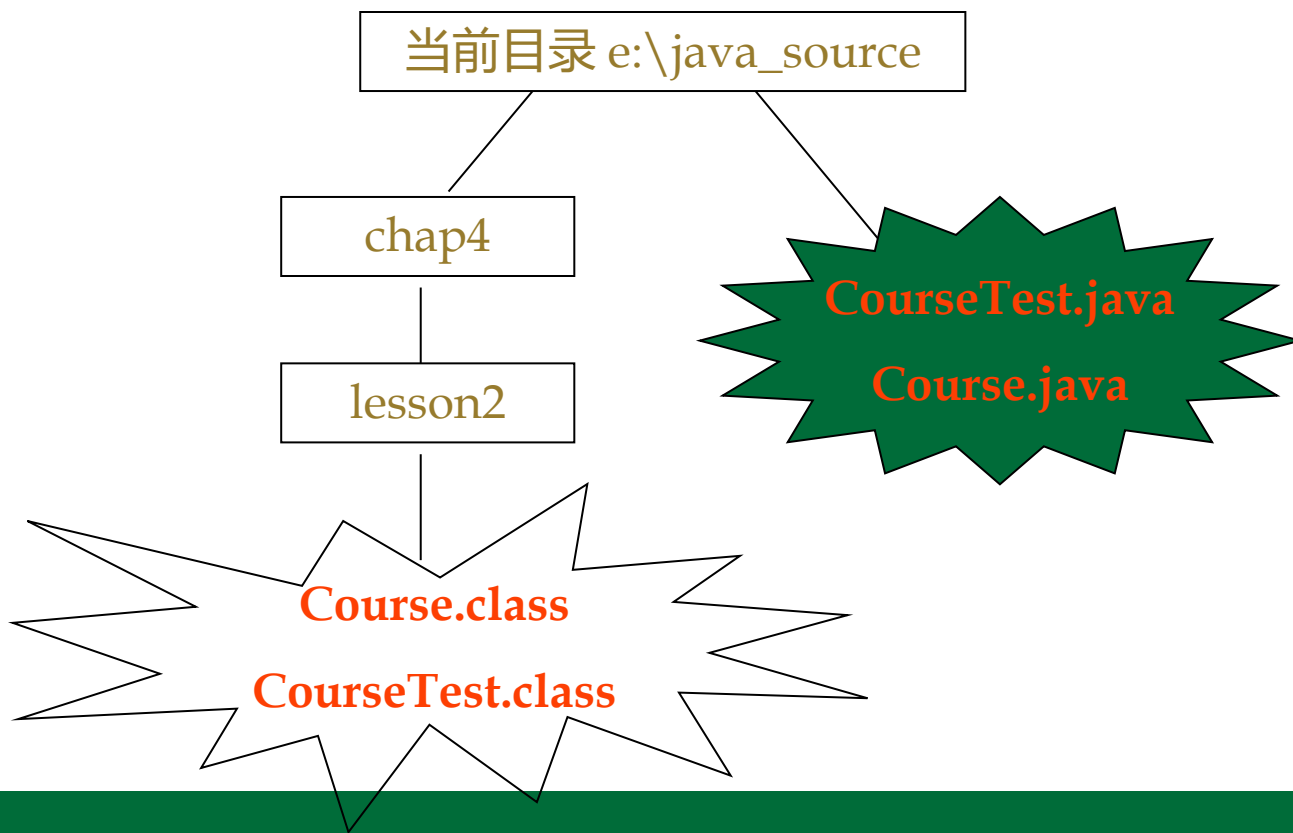 当前目录 e:\java_source
chap4
CourseTest.java
Course.java
lesson2
Course.class
CourseTest.class